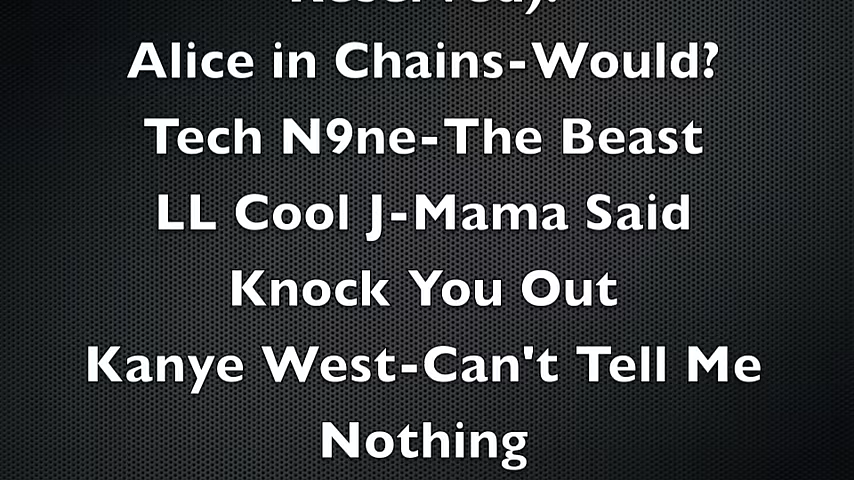 Reserved).
Alice in Chains-Would?
Tech N9ne-The Beast
LL Cool J-Mama Said
Knock You Out
Kanye West-Can't Tell Me
Nothing